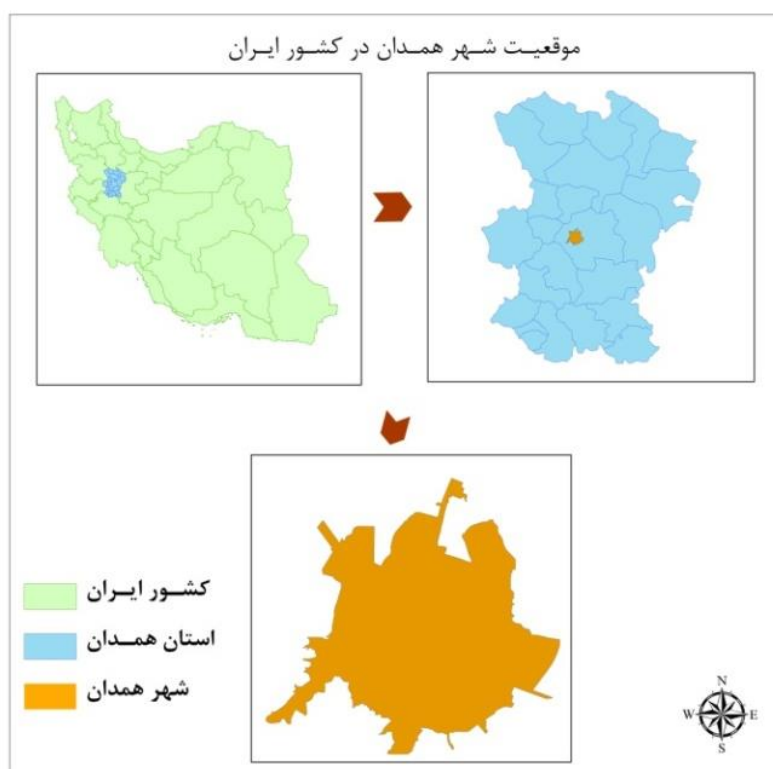 موقعیت شهر همدان در کشور ایران
کشور ایران
استان همدان
شهر همدان
N
W E
S